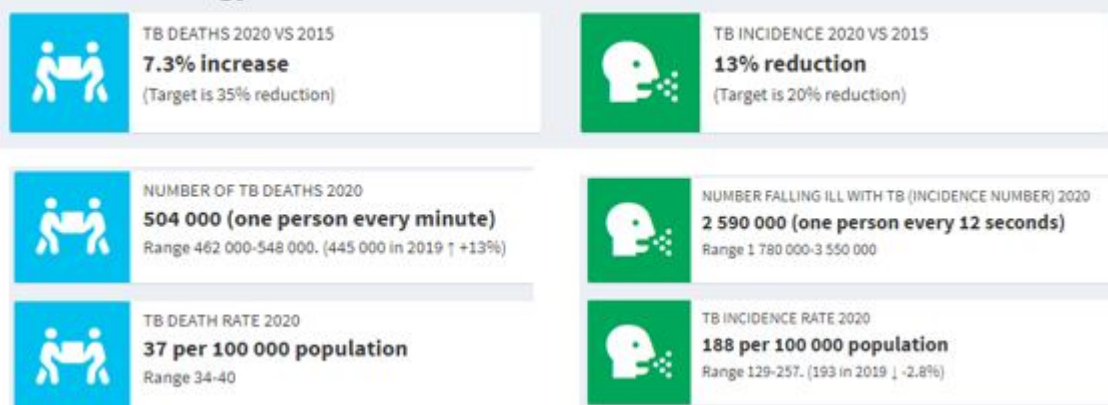 TB DEATHS 2020 VS 2015
7.3% increase
(Target is 35% reduction)
TB INCIDENCE 2020 VS 2015
13% reduction
(Target is 20% reduction)
NUMBER OF TB DEATHS 2020
504 000 (one person every minute)
Range 462 000-548 000. (445 000 in 2019 ↑ +13%)
NUMBER FALLING ILL WITH TB (INCIDENCE NUMBER) 2020
2 590 000 (one person every 12 seconds)
Range 1 780 000-3 550 000
TB DEATH RATE 2020
37 per 100 000 population
Range 34-40
TB INCIDENCE RATE 2020
188 per 100 000 population
Range 129-257. (193 in 2019 ↓ -2.8%)